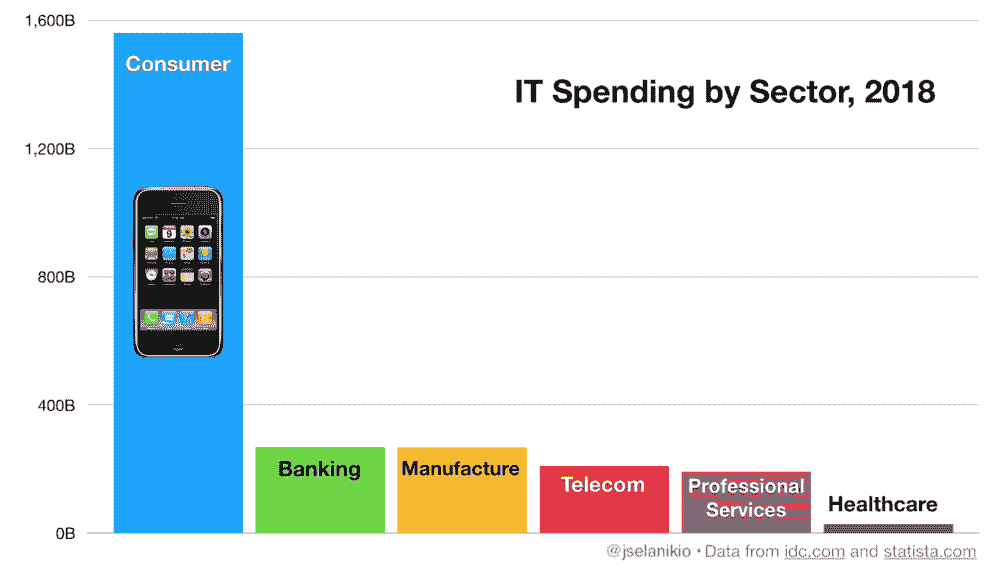 1,600B
Consumer
IT Spending by Sector, 2018
1,200B
9
800B
400B
Banking
Manufacture
Telecom
Professional
Services
Healthcare
0B
@jselanikio • Data from idc.com and statista.com